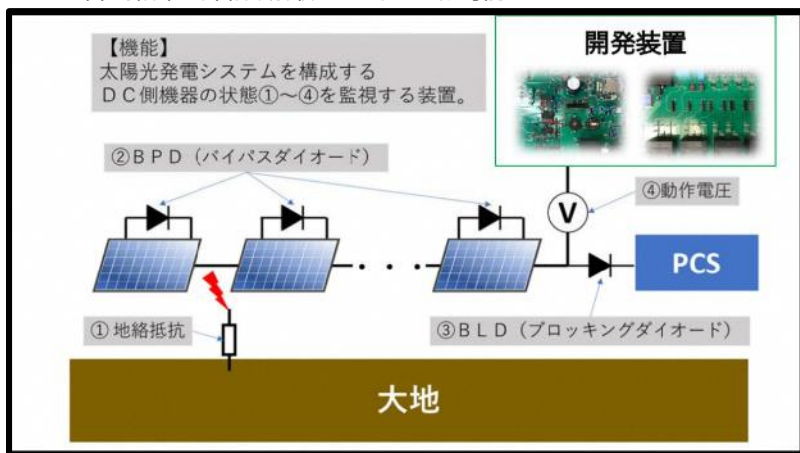 【機能】
太陽光発電システムを構成する
DC側機器の状態①～④を監視する装置。
開発装置
②BPD（バイパスダイオード）
④動作電圧
V
PCS
①地絡抵抗
③BLD（ブロッキングダイオード）
大地